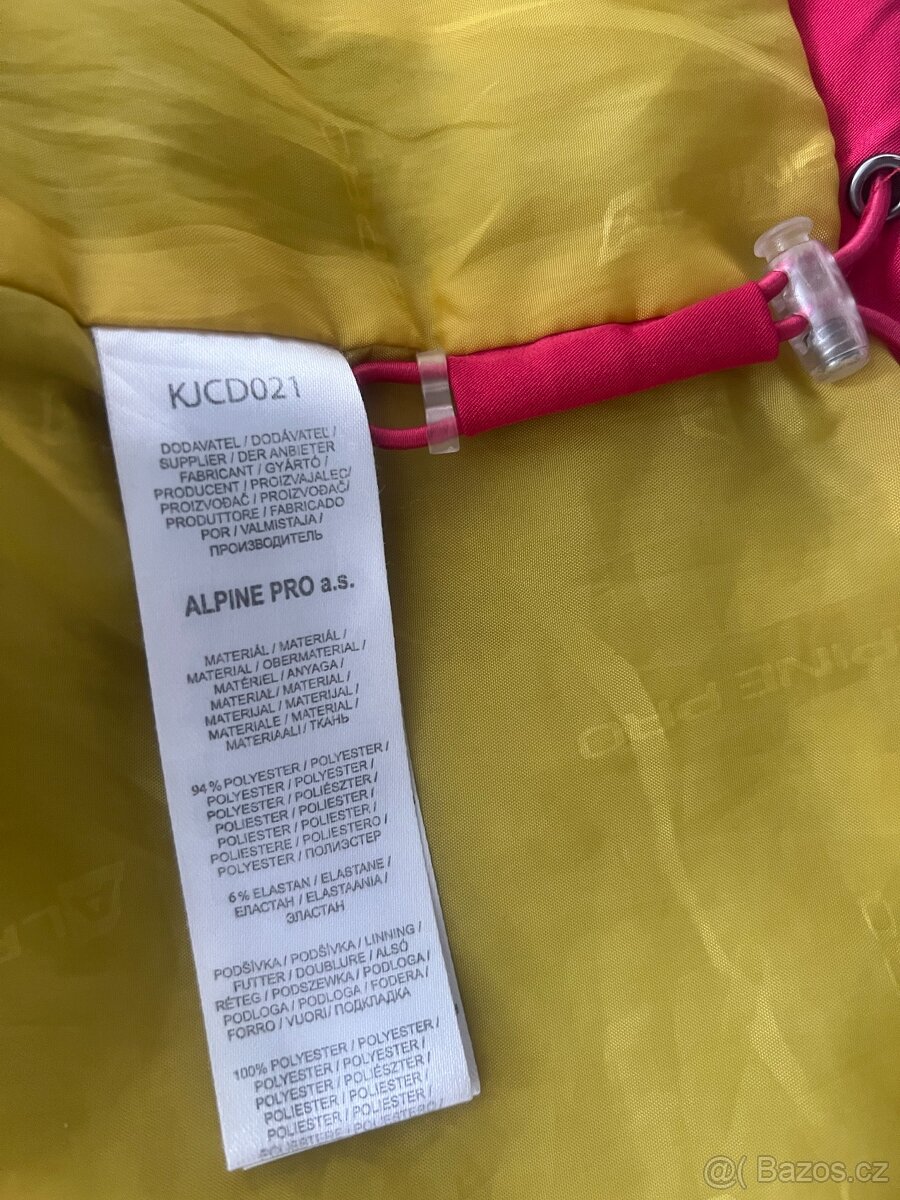 KJCD021
DODAVATEL / DODÁVATEĽ /
SUPPLIER / DER ANBIETER
FABRICANT / GYÁRTÓ /
PRODUCENT / PROIZVAJALEC/
PROIZVOĐAČ / PROIZVOĐAČ/
PRODUTTORE / FABRICADO
POR / VALMISTAJA /
ПРОИЗВОДИТЕЛЬ
ALPINE PRO a.s.
MATERIÁL / MATERIÁL /
MATERIAL / OBERMATERIAL /
MATÉRIEL / ANYAGA /
MATERIAŁ / MATERIAL /
MATERIJAL / MATERIJAL /
MATERIALE / MATERIAL /
MATERIAALI / ТКАНЬ
94 % POLYESTER / POLYESTER /
POLYESTER / POLYESTER /
POLYESTER / POLIÉSZTER /
POLIESTER / POLIESTER /
POLIESTER / POLIESTER /
POLIESTERE / POLIESTERO /
POLYESTER / ПОЛИЭСТЕР
6 % ELASTAN / ELASTANE /
ЕЛАСТАН / ELASTAANIA /
ЭЛАСТАН
PODŠÍVKA / PODŠÍVKA / LINNING /
FUTTER / DOUBLURE / ALSÓ
RÉTEG / PODSZEWKA / PODLOGA /
PODLOGA / PODLOGA / FODERA /
FORRO / VUORI / ПОДКЛАДКА
100% POLYESTER / POLYESTER /
POLYESTER / POLYESTER /
POLYESTER / POLIÉSZTER /
POLIESTER / POLIESTER /
POLIESTER / POLIESTER /
PINE PRO
@( Bazos.cz